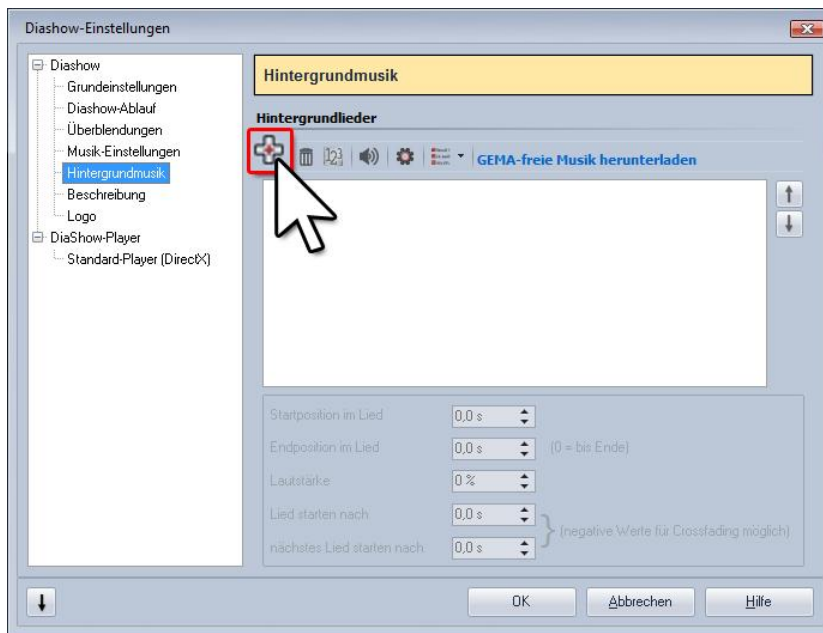 Diashow-Einstellungen
Diashow
Grundeinstellungen
Diashow-Ablauf
Überblendungen
Musik-Einstellungen
Hintergrundmusik
Beschreibung
Logo
DiaShow-Player
Standard-Player (DirectX)
Hintergrundmusik
Hintergrundlieder
GEMA-freie Musik herunterladen
Startposition im Lied 0,0 s
Endposition im Lied 0,0 s (0 = bis Ende)
Lautstärke 0 %
Lied starten nach 0,0 s
(negative Werte für Crossfading möglich)
nächstes Lied starten nach 0,0 s
OK Abbrechen Hilfe